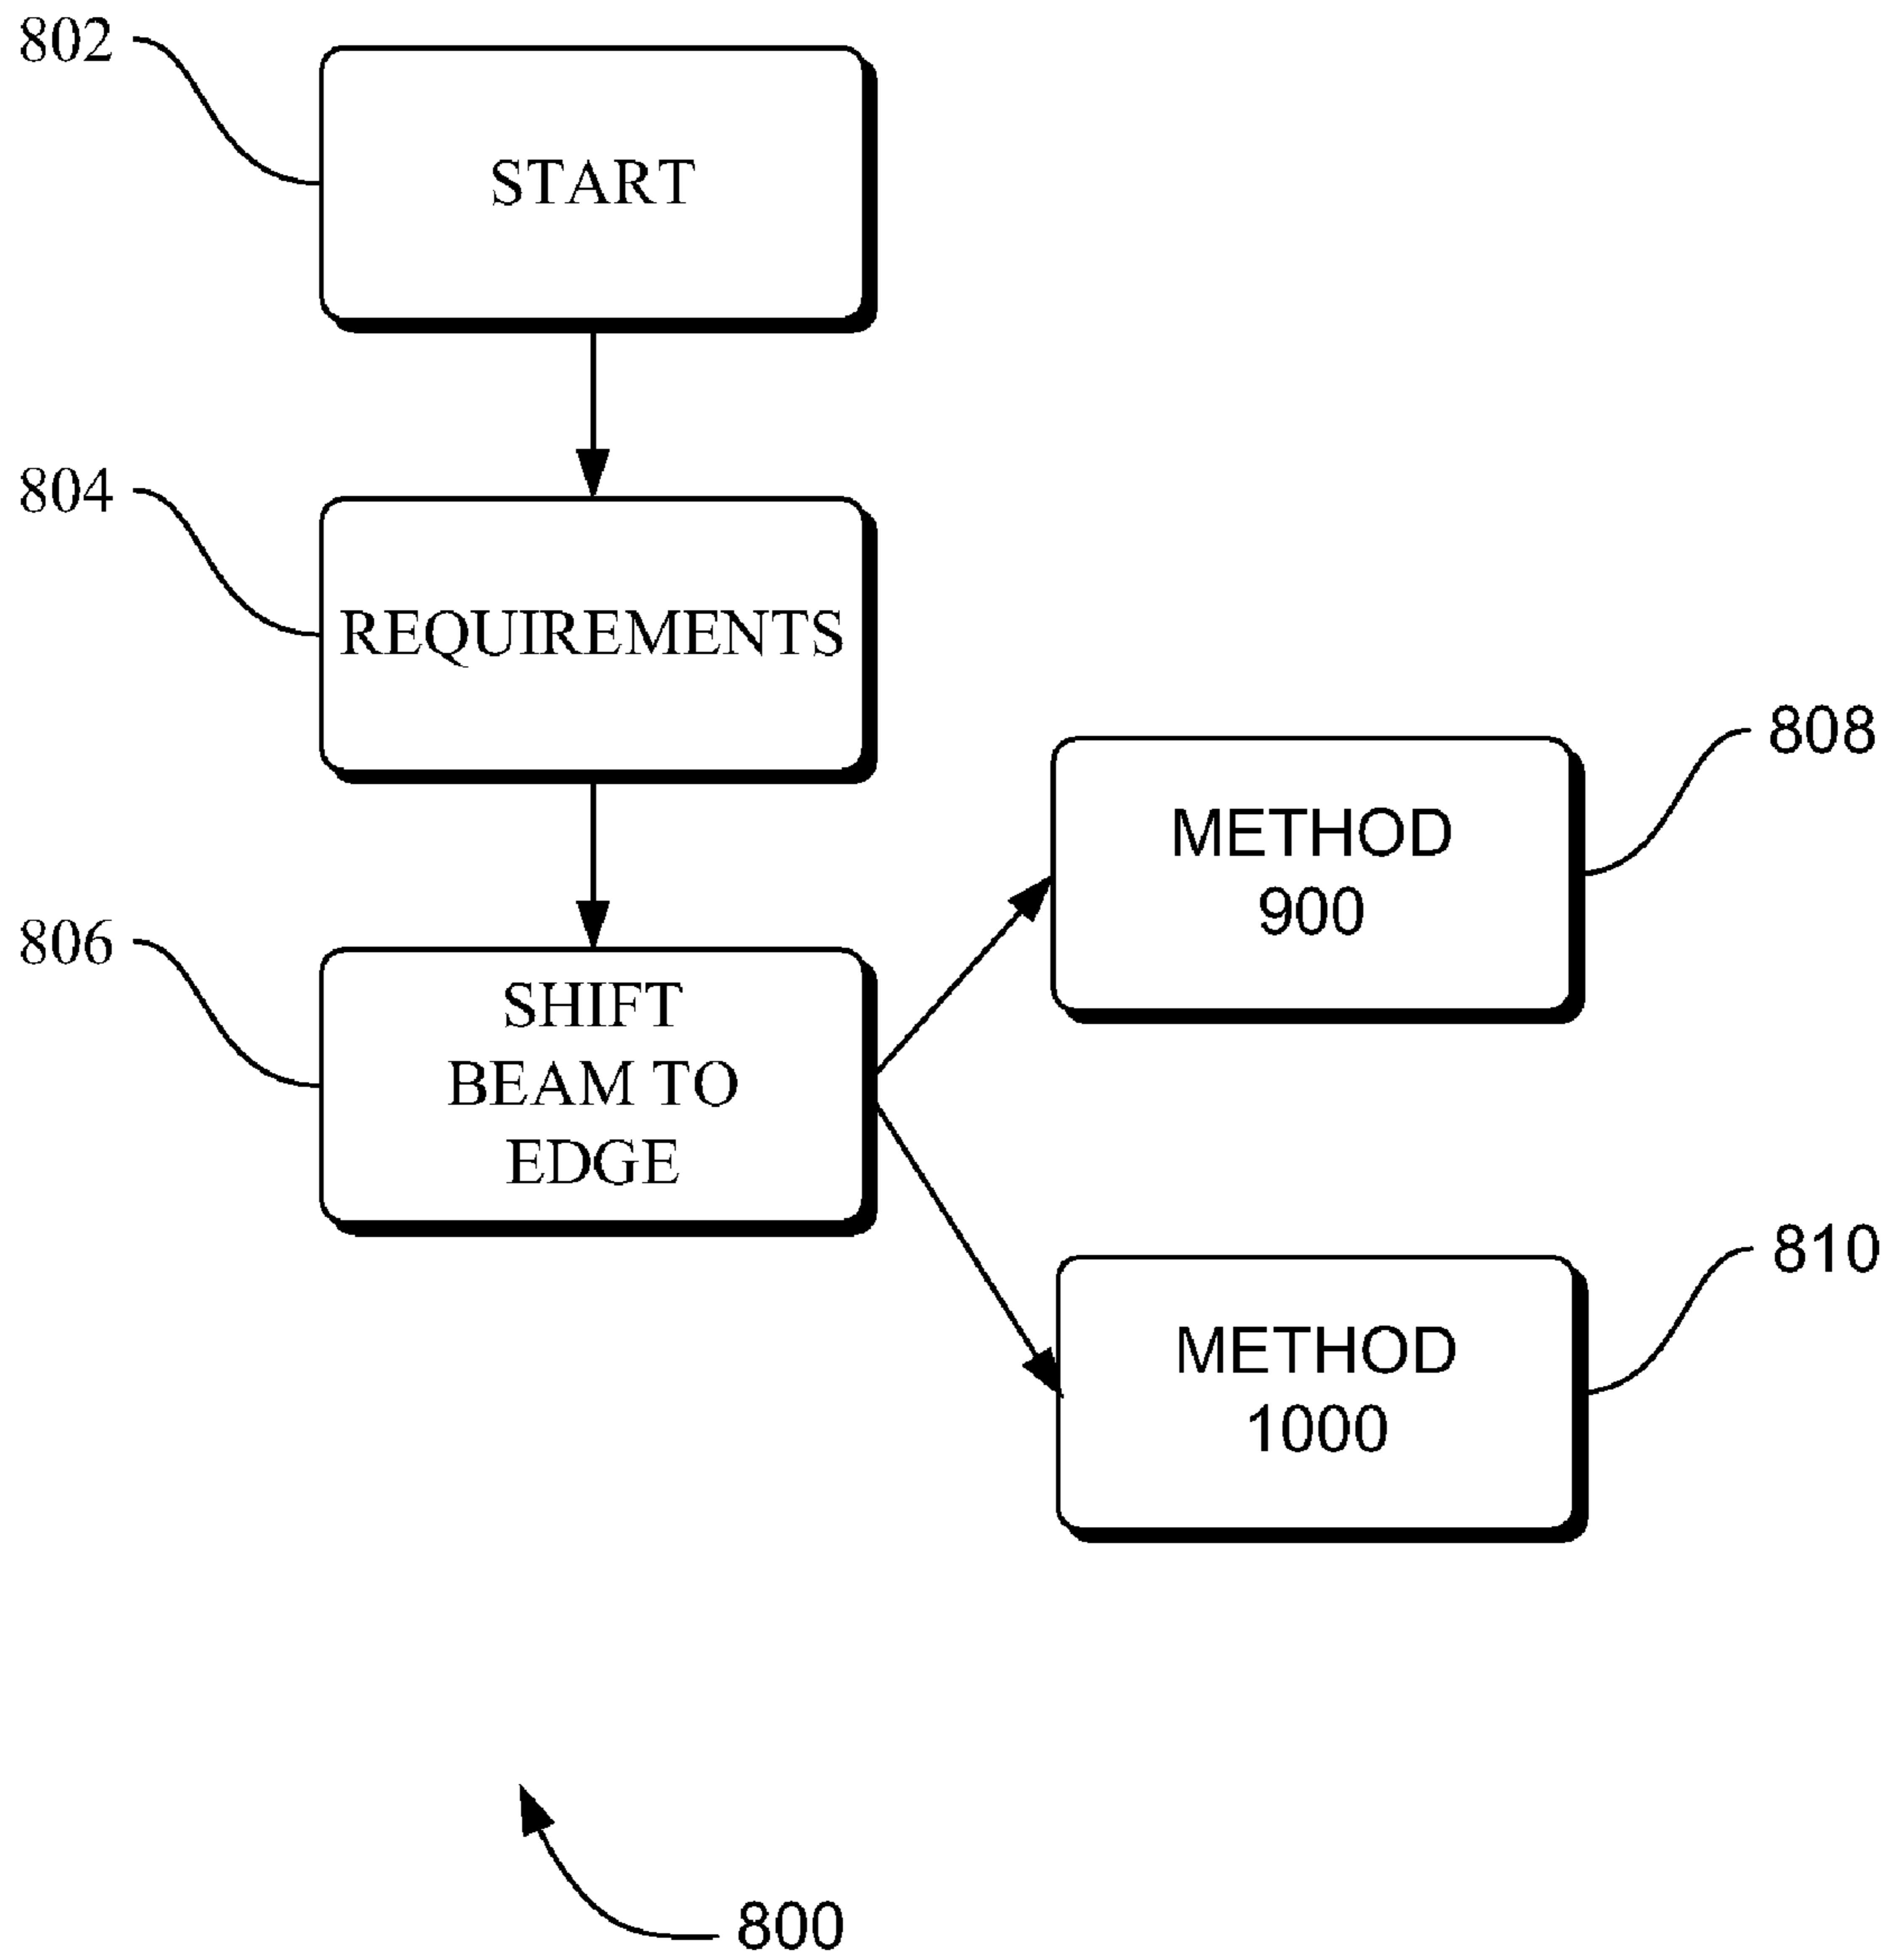 802
START
804
REQUIREMENTS
808
METHOD
900
806
SHIFT
BEAM TO
EDGE
810
METHOD
1000
800